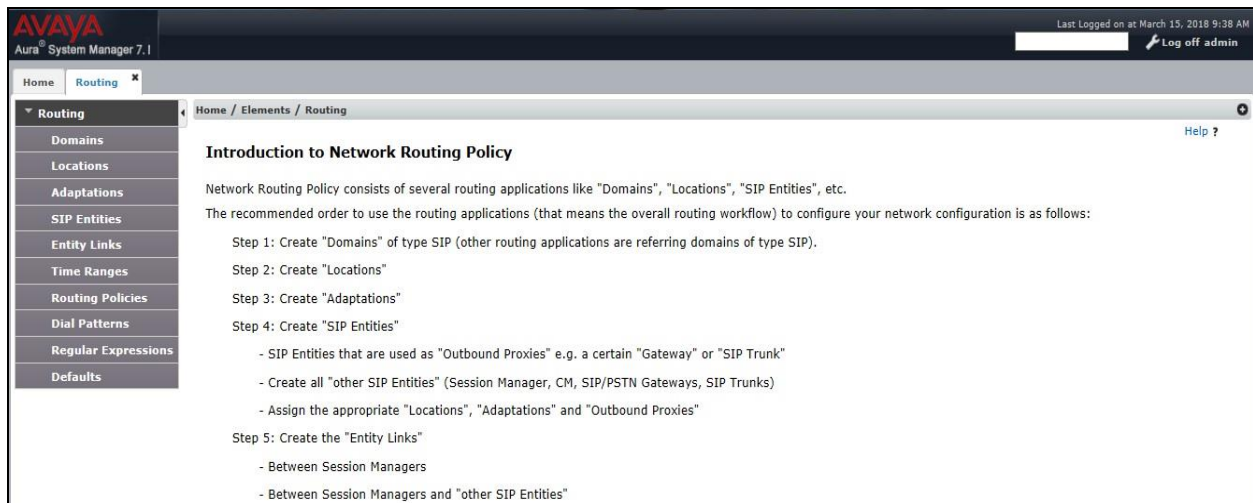 AVAYA
Aura® System Manager 7.1
Last Logged on at March 15, 2018 9:38 AM
Log off admin
Home
Routing ×
Routing
Domains
Locations
Adaptations
SIP Entities
Entity Links
Time Ranges
Routing Policies
Dial Patterns
Regular Expressions
Defaults
Home / Elements / Routing
Help ?
Introduction to Network Routing Policy
Network Routing Policy consists of several routing applications like "Domains", "Locations", "SIP Entities", etc.
The recommended order to use the routing applications (that means the overall routing workflow) to configure your network configuration is as follows:
Step 1: Create "Domains" of type SIP (other routing applications are referring domains of type SIP).
Step 2: Create "Locations"
Step 3: Create "Adaptations"
Step 4: Create "SIP Entities"
- SIP Entities that are used as "Outbound Proxies" e.g. a certain "Gateway" or "SIP Trunk"
- Create all "other SIP Entities" (Session Manager, CM, SIP/PSTN Gateways, SIP Trunks)
- Assign the appropriate "Locations", "Adaptations" and "Outbound Proxies"
Step 5: Create the "Entity Links"
- Between Session Managers
- Between Session Managers and "other SIP Entities"